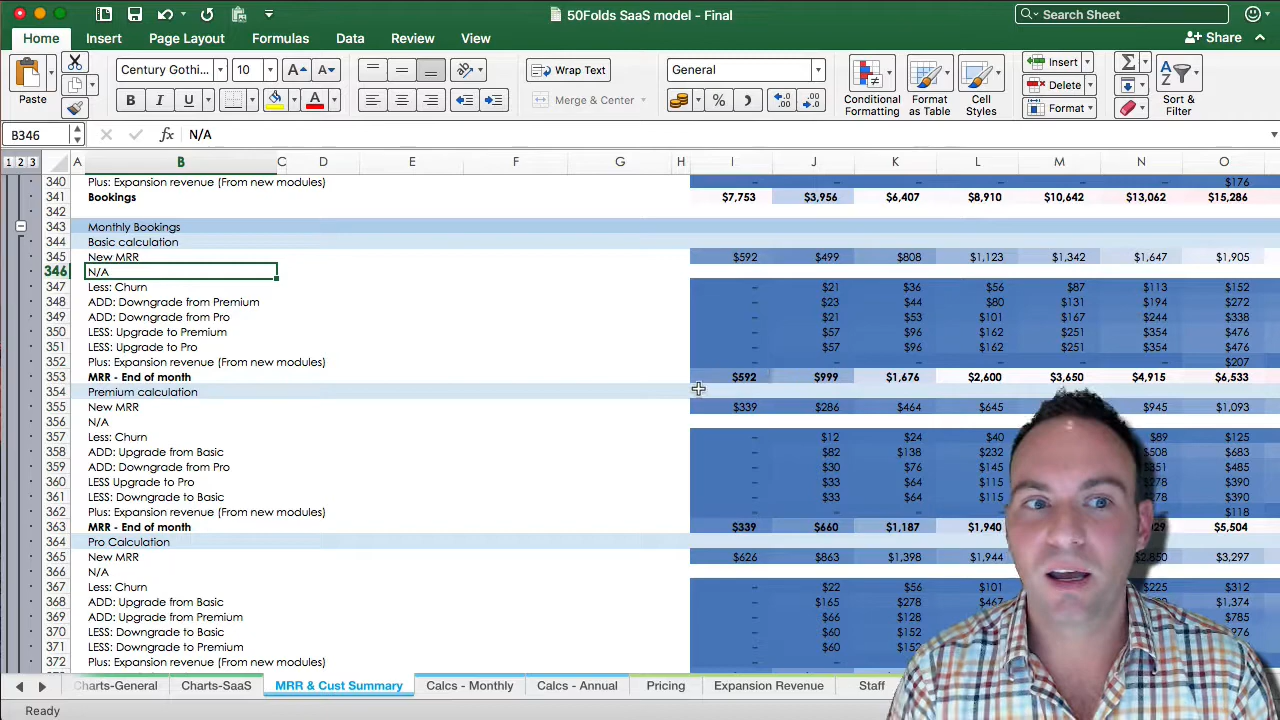 50Folds SaaS model - Final
Search Sheet
Home Insert Page Layout Formulas Data Review View Share
Paste
Century Gothi... 10 A A
B I U A
Wrap Text
Merge & Center
General
%
Conditional Formatting
Format as Table
Cell Styles
Insert
Delete
Format
Sort & Filter
B346 fx N/A
1 2 3 A B C D E F G H I J K L M N O
340 Plus: Expansion revenue (From new modules) – – – – – – $176
341 Bookings $7,753 $3,956 $6,407 $8,910 $10,642 $13,062 $15,286
342
343 Monthly Bookings
344 Basic calculation
345 New MRR $592 $499 $808 $1,123 $1,342 $1,647 $1,905
346 N/A
347 Less: Churn – $21 $36 $56 $87 $113 $152
348 ADD: Downgrade from Premium – $23 $44 $80 $131 $194 $272
349 ADD: Downgrade from Pro – $21 $53 $101 $167 $244 $338
350 LESS: Upgrade to Premium – $57 $96 $162 $251 $354 $476
351 LESS: Upgrade to Pro – $57 $96 $162 $251 $354 $476
352 Plus: Expansion revenue (From new modules) – – – – – – $207
353 MRR - End of month $592 $999 $1,676 $2,600 $3,650 $4,915 $6,533
354 Premium calculation
355 New MRR $339 $286 $464 $645 $945 $1,093
356 N/A
357 Less: Churn – $12 $24 $40 $89 $125
358 ADD: Upgrade from Basic – $82 $138 $232 $508 $683
359 ADD: Downgrade from Pro – $30 $76 $145 $351 $485
360 LESS Upgrade to Pro – $33 $64 $115 $278 $390
361 LESS: Downgrade to Basic – $33 $64 $115 $278 $390
362 Plus: Expansion revenue (From new modules) – – – – $118
363 MRR - End of month $339 $660 $1,187 $1,940 $5,504
364 Pro Calculation
365 New MRR $626 $863 $1,398 $1,944 $2,850 $3,297
366 N/A
367 Less: Churn – $22 $56 $101 $225 $312
368 ADD: Upgrade from Basic – $165 $278 $467 $1,374
369 ADD: Upgrade from Premium – $66 $128 $785
370 LESS: Downgrade to Basic – $60 $152
371 LESS: Downgrade to Premium – $60 $152
372 Plus: Expansion revenue (From new modules) – – –
Charts-General Charts-SaaS MRR & Cust Summary Calcs - Monthly Calcs - Annual Pricing Expansion Revenue Staff
Ready